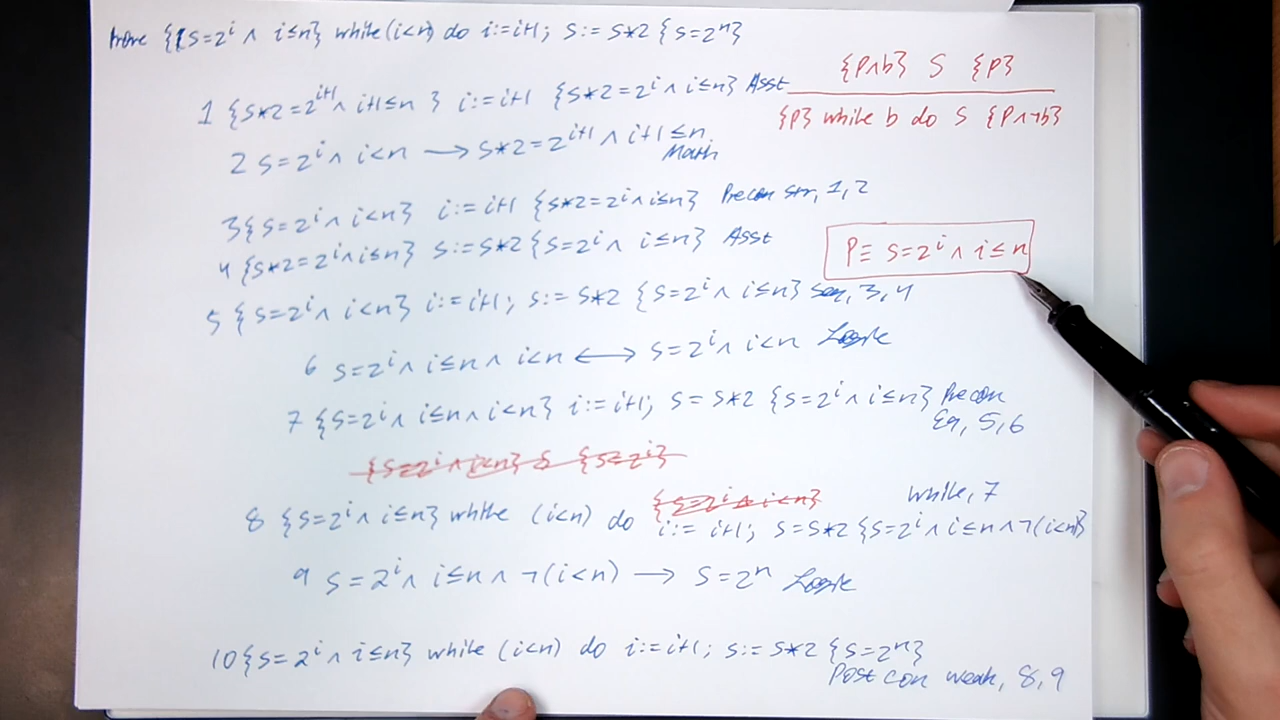 Prove {(s=2^i ∧ i≤n} while(i<n) do i:=i+1; s:= s*2 {s=2^n}
{P∧b} S {P}
{P} while b do S {P∧¬b}
1 {s*2=2^{i+1} ∧ i+1≤n } i:=i+1 {s*2=2^i ∧ i≤n} Asst
2 s=2^i ∧ i<n → s*2=2^{i+1} ∧ i+1≤n
Math
3 {s=2^i ∧ i<n} i:=i+1 {s*2=2^i ∧ i≤n} Precon str, 1, 2
4 {s*2=2^i ∧ i≤n} s:=s*2 {s=2^i ∧ i≤n} Asst
P≡ s=2^i ∧ i≤n
5 {s=2^i ∧ i<n} i:=i+1; s:= s*2 {s=2^i ∧ i≤n} seq, 3, 4
6 s=2^i ∧ i≤n ∧ i<n ⟷ s=2^i ∧ i<n Logic
7 {s=2^i ∧ i≤n ∧ i<n} i:=i+1; s= s*2 {s=2^i ∧ i≤n} Precon
Eq, 5, 6
{s=2^i ∧ i<n} S {s=2^i}
{s=2^i ∧ i<n} while, 7
8 {s=2^i ∧ i≤n} while (i<n) do i:= i+1; s=s*2 {s=2^i ∧ i≤n ∧ ¬(i<n)}
9 s=2^i ∧ i≤n ∧ ¬(i<n) → s=2^n Logic
10 {s=2^i ∧ i≤n} while (i<n) do i:=i+1; s:= s*2 {s=2^n}
Post con weak, 8, 9